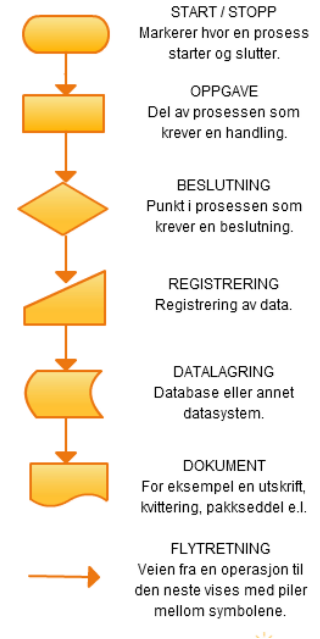 START / STOPP
Markerer hvor en prosess
starter og slutter.
OPPGAVE
Del av prosessen som
krever en handling.
BESLUTNING
Punkt i prosessen som
krever en beslutning.
REGISTRERING
Registrering av data.
DATALAGRING
Database eller annet
datasystem.
DOKUMENT
For eksempel en utskrift,
kvittering, pakkseddel e.l.
FLYTRETNING
Veien fra en operasjon til
den neste vises med piler
mellom symbolene.